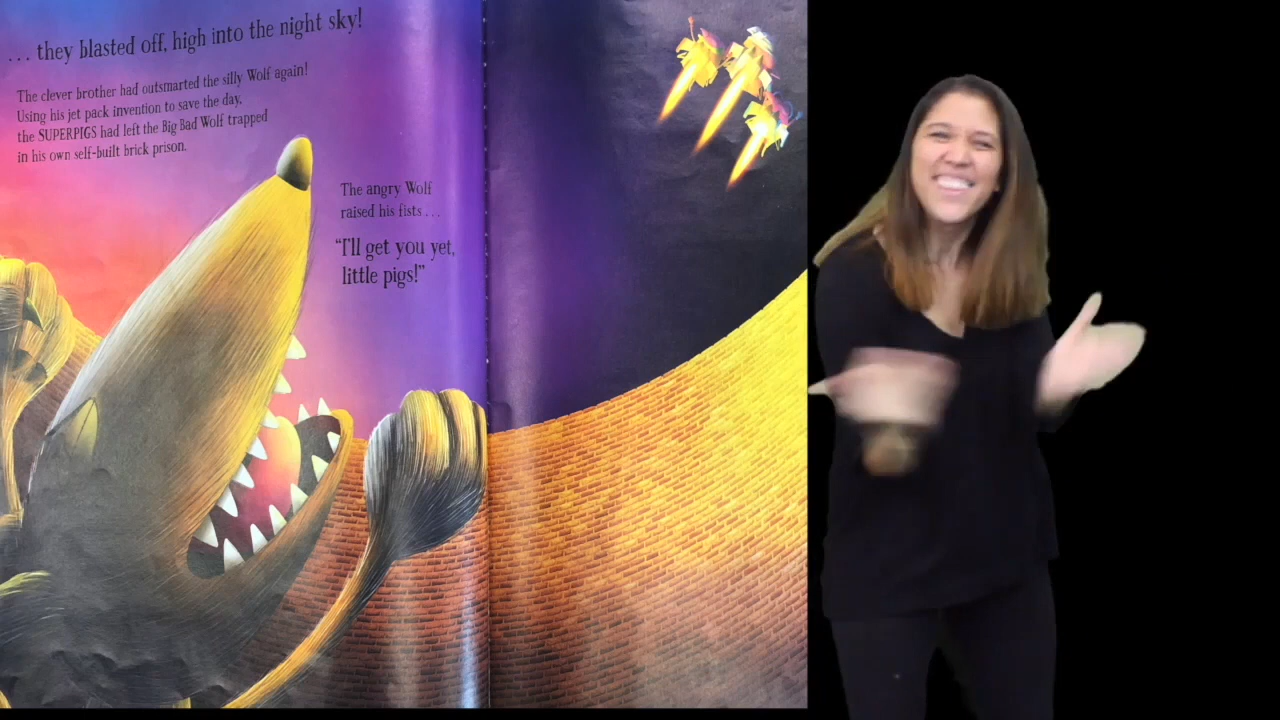 ... they blasted off, high into the night sky!
The clever brother had outsmarted the silly Wolf again!
Using his jet pack invention to save the day,
the SUPERPIGS had left the Big Bad Wolf trapped
in his own self-built brick prison.
The angry Wolf
raised his fists ...
“I'll get you yet,
little pigs!”